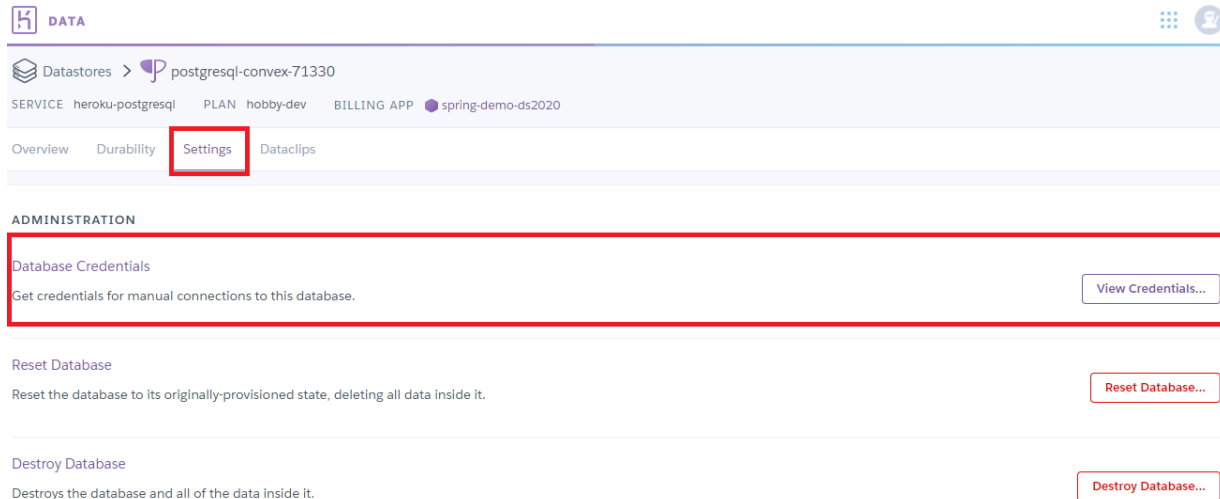 DATA
Datastores > postgresql-convex-71330
SERVICE heroku-postgresql PLAN hobby-dev BILLING APP spring-demo-ds2020
Overview Durability Settings Dataclips
ADMINISTRATION
Database Credentials
Get credentials for manual connections to this database.
View Credentials...
Reset Database
Reset the database to its originally-provisioned state, deleting all data inside it.
Reset Database...
Destroy Database
Destroys the database and all of the data inside it.
Destroy Database...